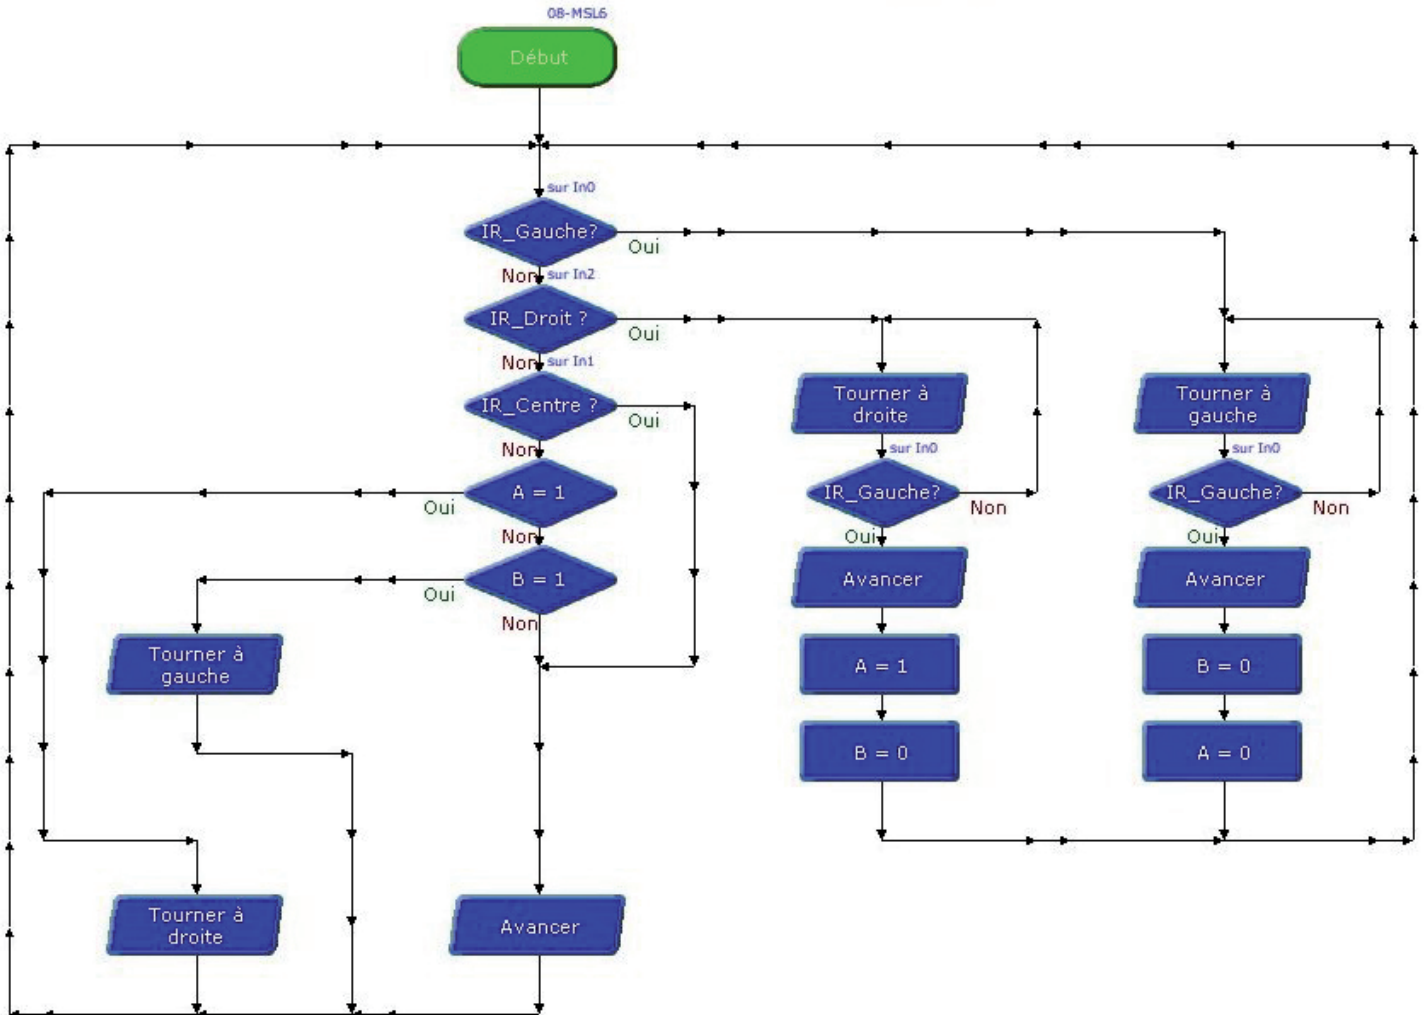 08-MSL6
Début
sur In0
IR_Gauche?
Oui
Non
sur In2
IR_Droit ?
Oui
Non
sur In1
IR_Centre ?
Oui
Non
A = 1
Oui
Non
B = 1
Oui
Non
Tourner à
gauche
Tourner à
droite
Avancer
Tourner à
droite
sur In0
IR_Gauche?
Non
Oui
Avancer
A = 1
B = 0
Tourner à
gauche
sur In0
IR_Gauche?
Non
Oui
Avancer
B = 0
A = 0